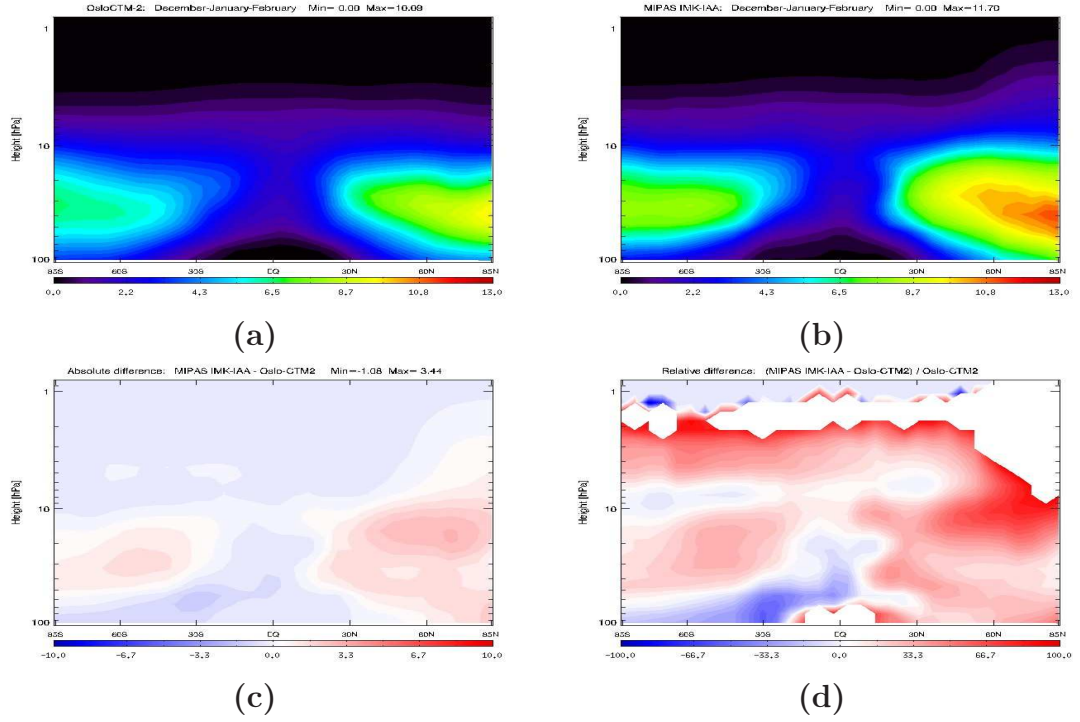 OsloCTM-2: December-January-February Min= 0.00 Max=10.09
Height [hPa]
1
10
100
85S 60S 30S EQ 30N 60N 85N
0.0 2.2 4.3 6.5 8.7 10.8 13.0
(a)
MIPAS IMK-IAA: December-January-February Min= 0.00 Max=11.70
Height [hPa]
1
10
100
85S 60S 30S EQ 30N 60N 85N
0.0 2.2 4.3 6.5 8.7 10.8 13.0
(b)
Absolute difference: MIPAS IMK-IAA - Oslo-CTM2 Min=-1.08 Max= 3.44
Height [hPa]
1
10
100
85S 60S 30S EQ 30N 60N 85N
-10.0 -6.7 -3.3 0.0 3.3 6.7 10.0
(c)
Relative difference: (MIPAS IMK-IAA - Oslo-CTM2) / Oslo-CTM2
Height [hPa]
1
10
100
85S 60S 30S EQ 30N 60N 85N
-100.0 -66.7 -33.3 0.0 33.3 66.7 100.0
(d)